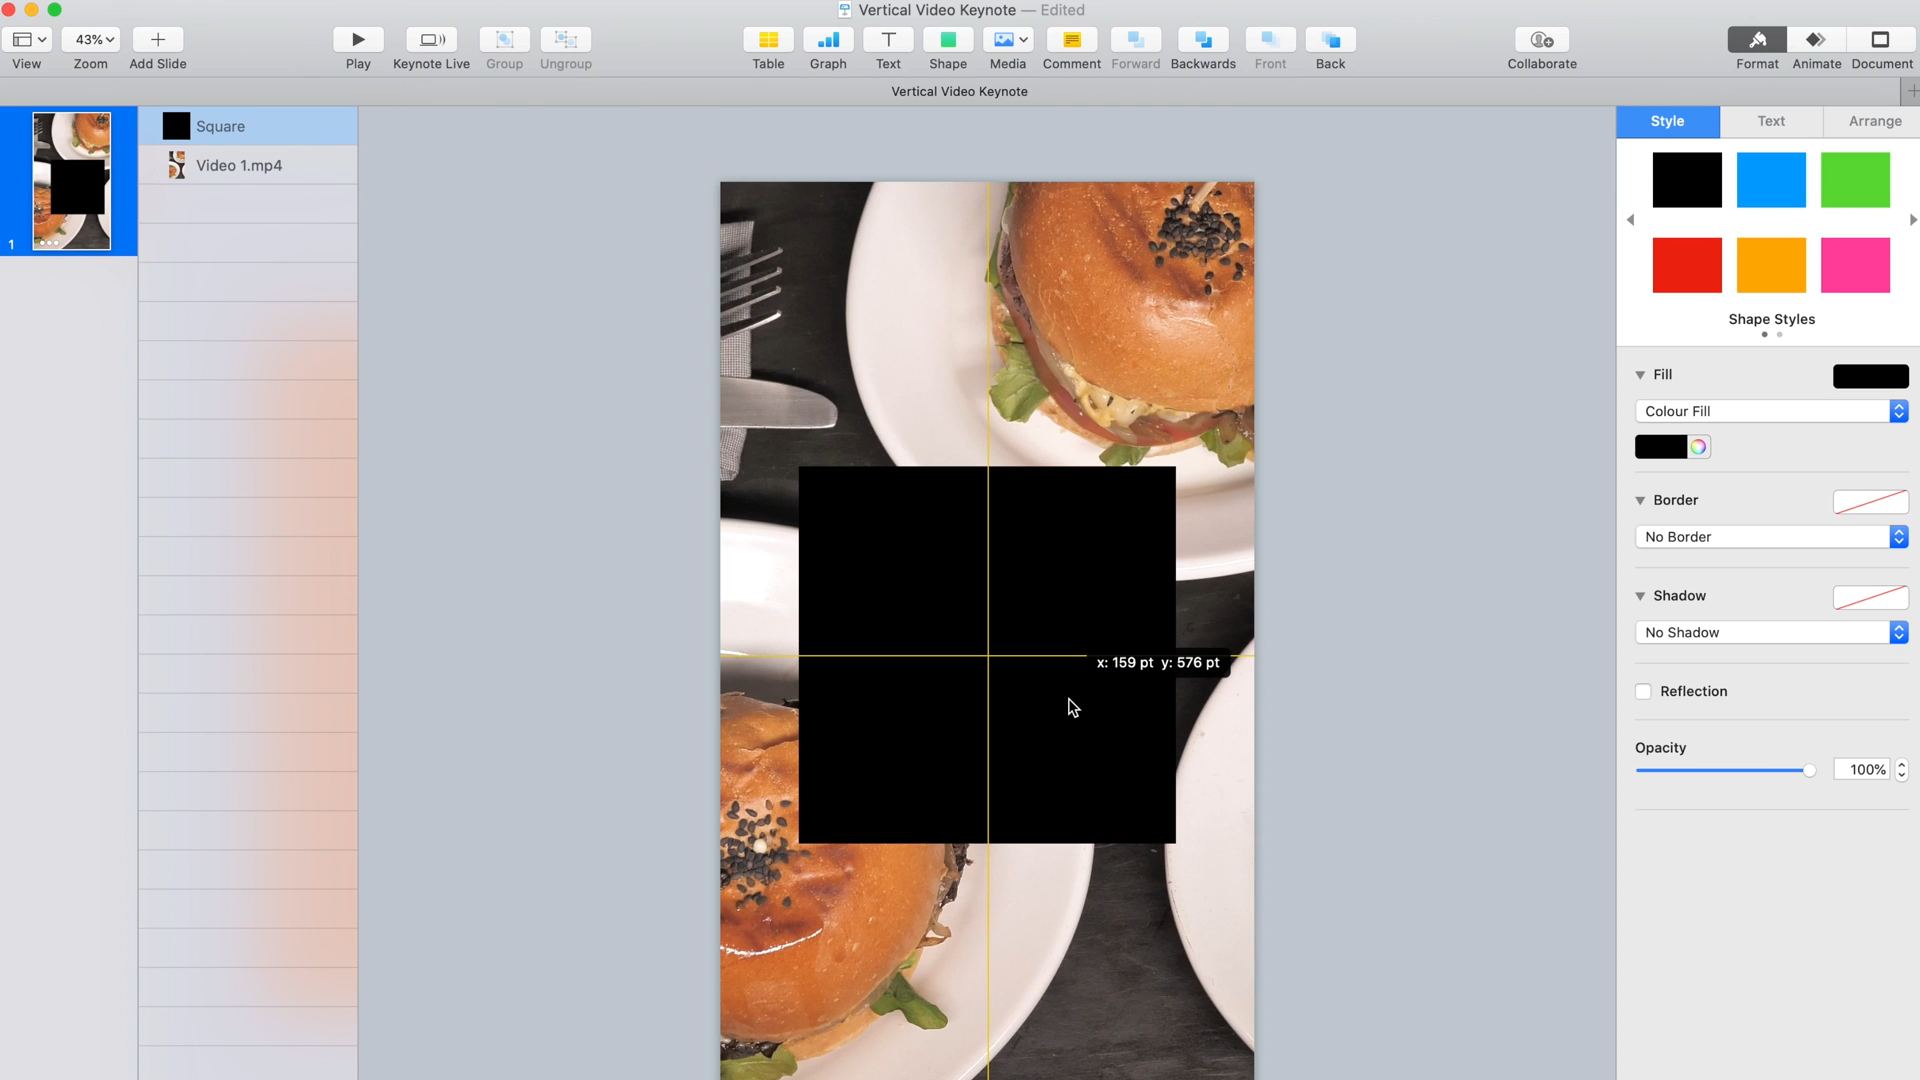 Vertical Video Keynote — Edited
43%
View
Zoom
Add Slide
Play
Keynote Live
Group
Ungroup
Table
Graph
Text
Shape
Media
Comment
Forward
Backwards
Front
Back
Collaborate
Format
Animate
Document
Vertical Video Keynote
1
Square
Video 1.mp4
x: 159 pt y: 576 pt
Style
Text
Arrange
Shape Styles
Fill
Colour Fill
Border
No Border
Shadow
No Shadow
Reflection
Opacity
100%